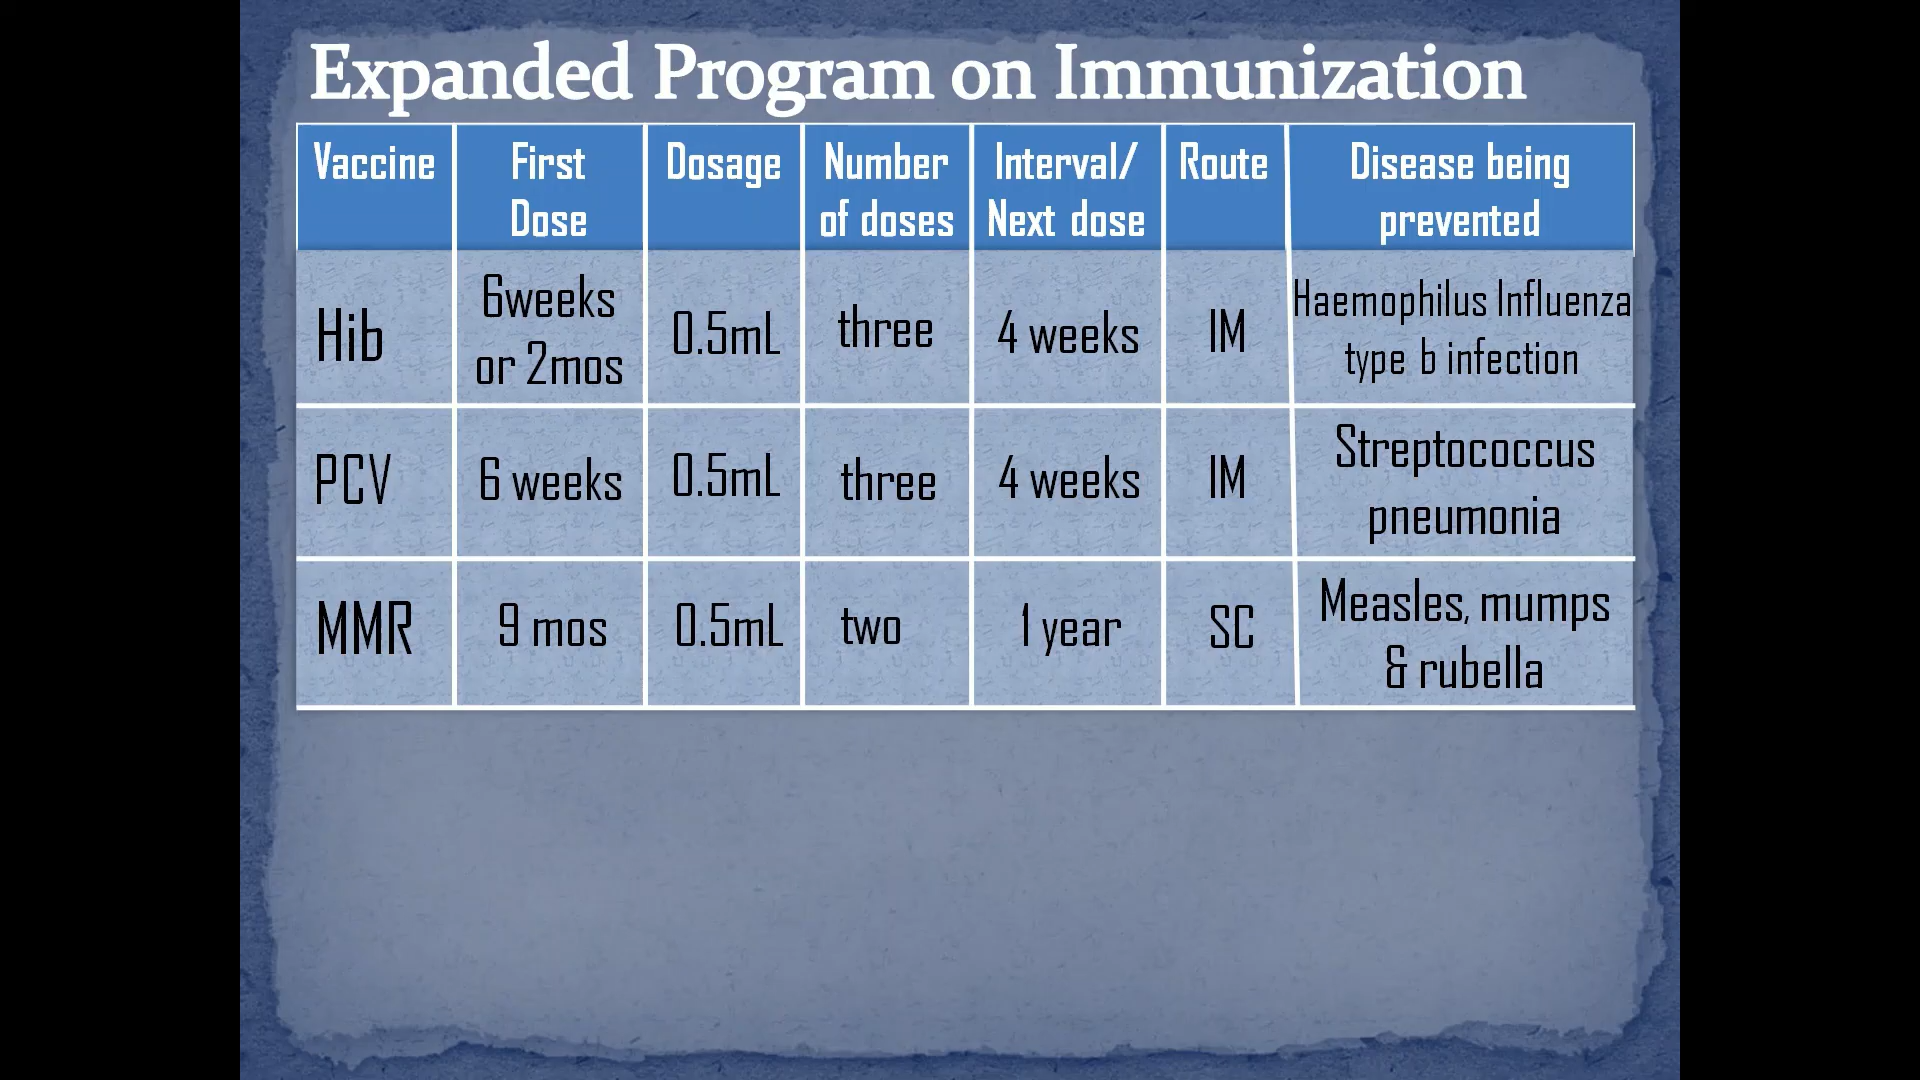 Expanded Program on Immunization
Vaccine
First
Dose
Dosage
Number
of doses
Interval/
Next dose
Route
Disease being
prevented
Hib
6weeks
or 2mos
0.5mL
three
4 weeks
IM
Haemophilus Influenza
type b infection
PCV
6 weeks
0.5mL
three
4 weeks
IM
Streptococcus
pneumonia
MMR
9 mos
0.5mL
two
1 year
SC
Measles, mumps
& rubella